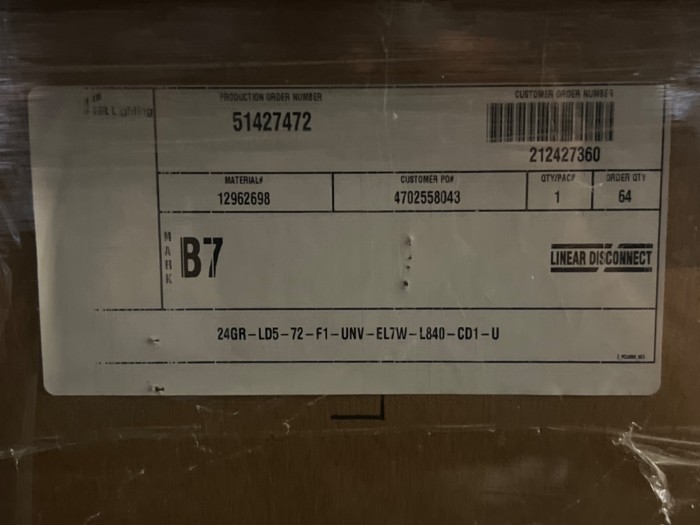 PRODUCTION ORDER NUMBER
51427472
CUSTOMER ORDER NUMBER
212427360
MATERIAL#
12962698
CUSTOMER PO#
4702558043
QTY/PACK
1
ORDER QTY
64
MARK
B7
LINEAR DISCONNECT
24GR-LD5-72-F1-UNV-EL7W-L840-CD1-U